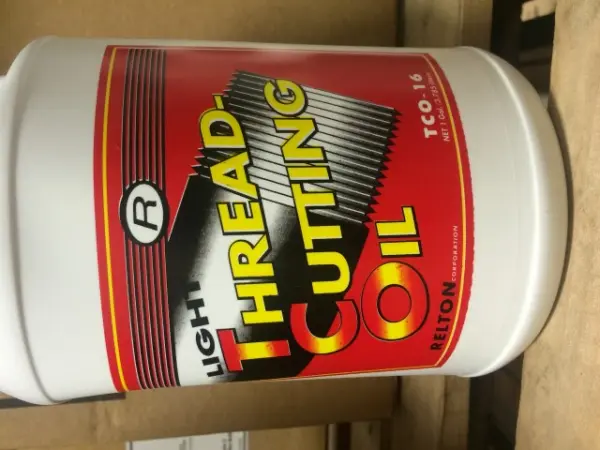 R
LIGHT
THREAD-
CUTTING
OIL
TCO-16
RELTON
CORPORATION